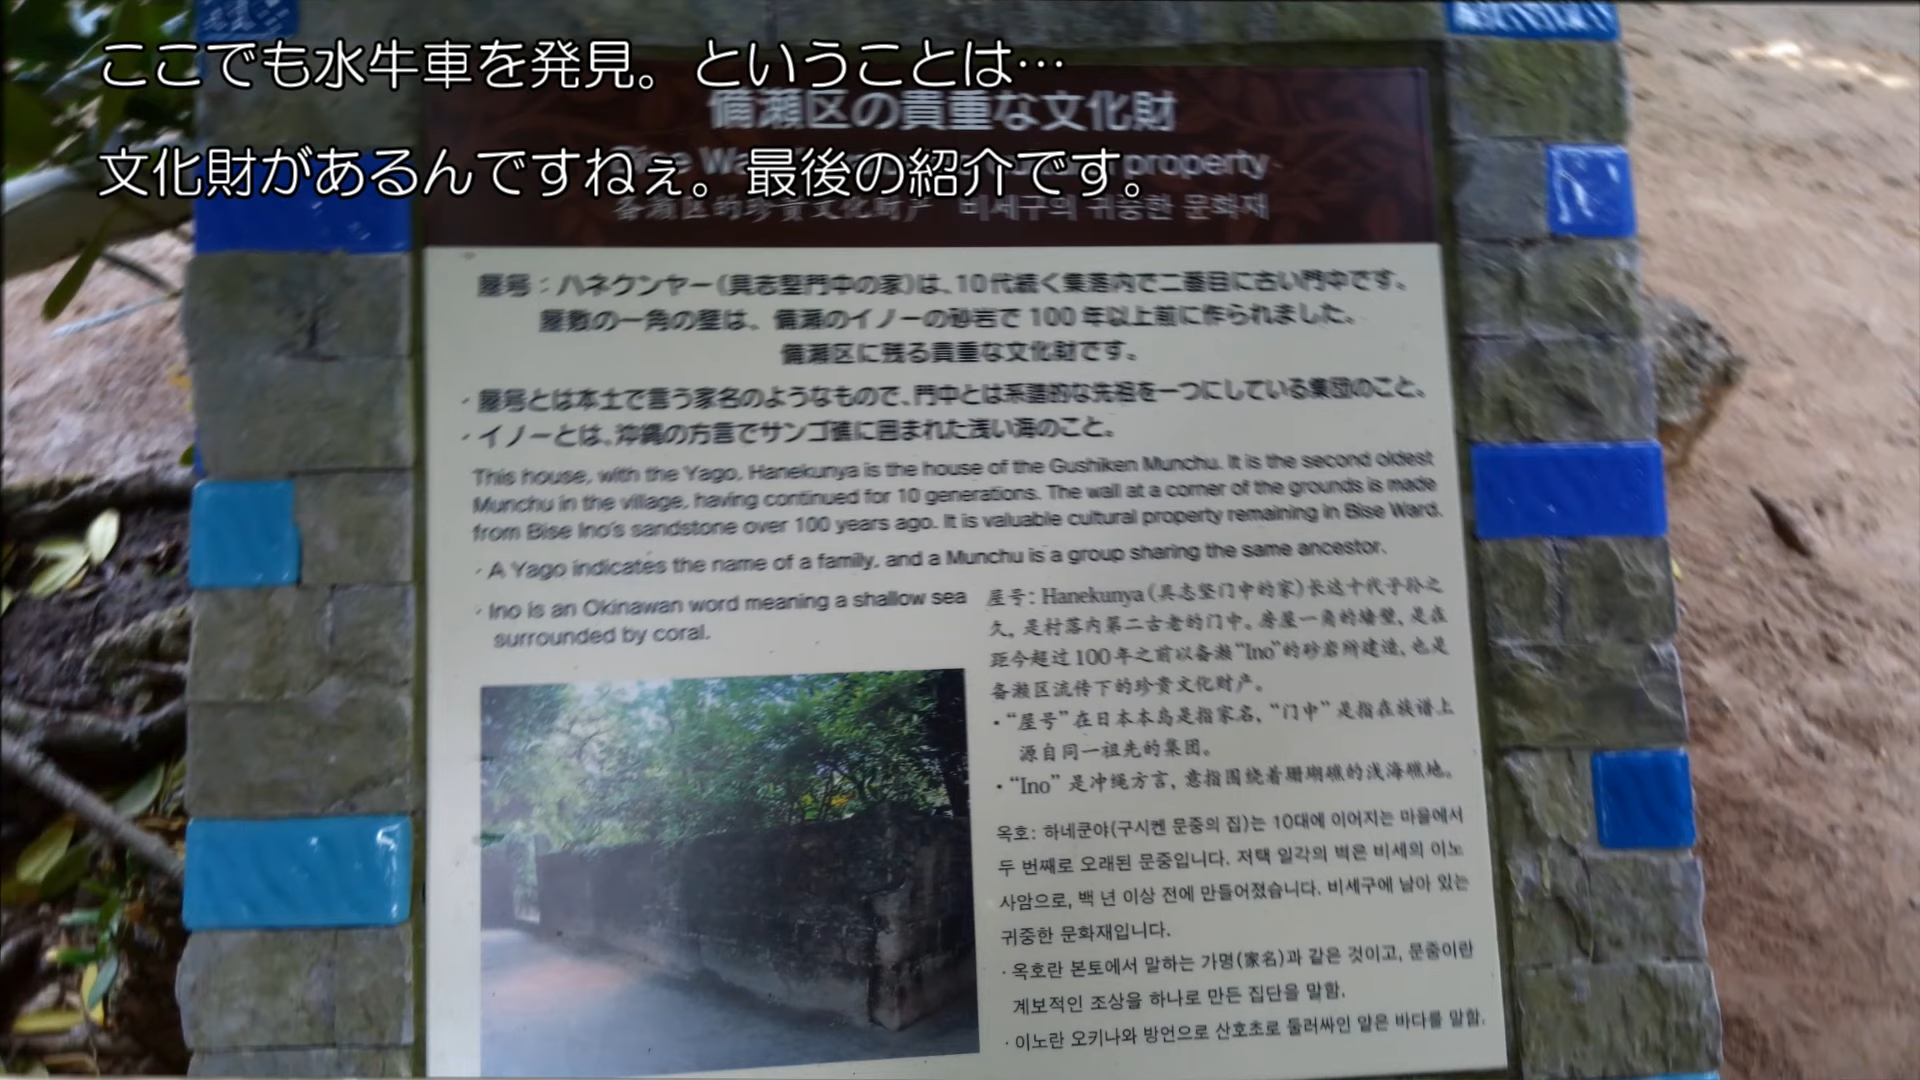 ここでも水牛車を発見。ということは…
文化財があるんですねぇ。最後の紹介です。
備瀬区の貴重な文化財
property
备瀬区的珍贵文化财产 비세구의 귀중한 문화재
屋号：ハネクンヤー（具志堅門中の家）は、10代続く集落内で二番目に古い門中です。
屋敷の一角の壁は、備瀬のイノーの砂岩で100年以上前に作られました。
備瀬区に残る貴重な文化財です。
・屋号とは本土で言う家名のようなもので、門中とは系譜的な先祖を一つにしている集団のこと。
・イノーとは、沖縄の方言でサンゴ礁に囲まれた浅い海のこと。
This house, with the Yago, Hanekunya is the house of the Gushiken Munchu. It is the second oldest
Munchu in the village, having continued for 10 generations. The wall at a corner of the grounds is made
from Bise Ino's sandstone over 100 years ago. It is valuable cultural property remaining in Bise Ward.
· A Yago indicates the name of a family, and a Munchu is a group sharing the same ancestor.
· Ino is an Okinawan word meaning a shallow sea
surrounded by coral.
屋号: Hanekunya (具志坚门中的家) 长达十代子孙之
久，是村落内第二古老的门中。房屋一角的墙壁，是在
距今超过100年之前以备濑“Ino”的砂岩所建造，也是
备濑区流传下的珍贵文化财产。
・“屋号”在日本本岛是指家名，“门中”是指在族谱上
源自同一祖先的集团。
・“Ino”是冲绳方言，意指围绕着珊瑚礁的浅海礁地。
옥호: 하네쿤야(구시켄 문중의 집)는 10대에 이어지는 마을에서
두 번째로 오래된 문중입니다. 저택 일각의 벽은 비세의 이노
사암으로, 백 년 이상 전에 만들어졌습니다. 비세구에 남아 있는
귀중한 문화재입니다.
· 옥호란 본토에서 말하는 가명(家名)과 같은 것이고, 문중이란
계보적인 조상을 하나로 만든 집단을 말함.
· 이노란 오키나와 방언으로 산호초로 둘러싸인 얕은 바다를 말함.